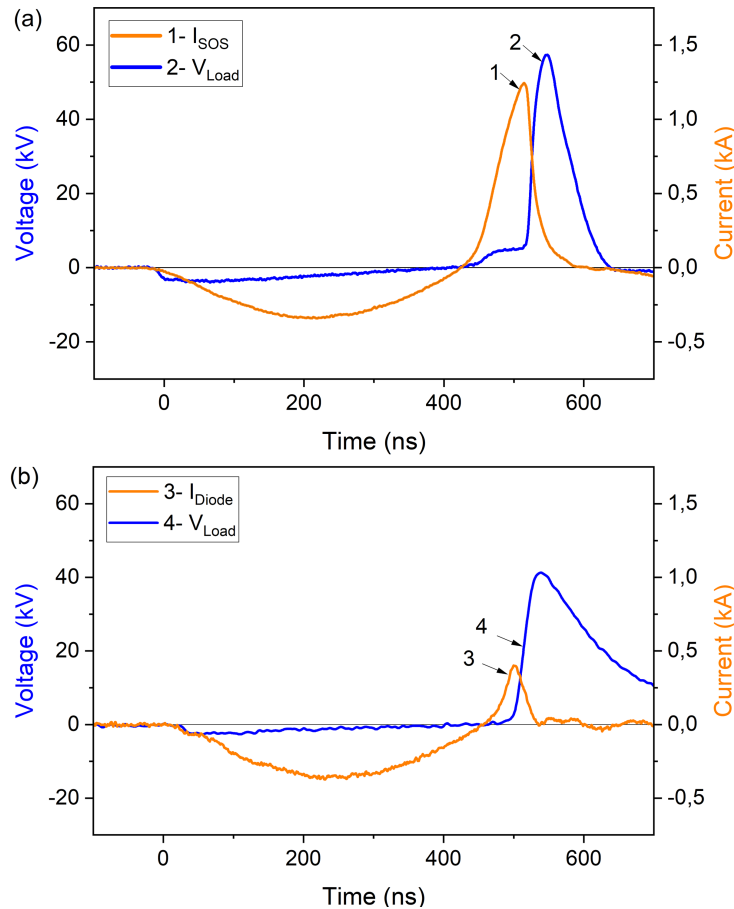 (a)
1- I_SOS
2- V_Load
1
2
60
40
20
0
-20
1,5
1,0
0,5
0,0
-0,5
Voltage (kV)
Current (kA)
0 200 400 600
Time (ns)
(b)
3- I_Diode
4- V_Load
4
3
60
40
20
0
-20
1,5
1,0
0,5
0,0
-0,5
Voltage (kV)
Current (kA)
0 200 400 600
Time (ns)